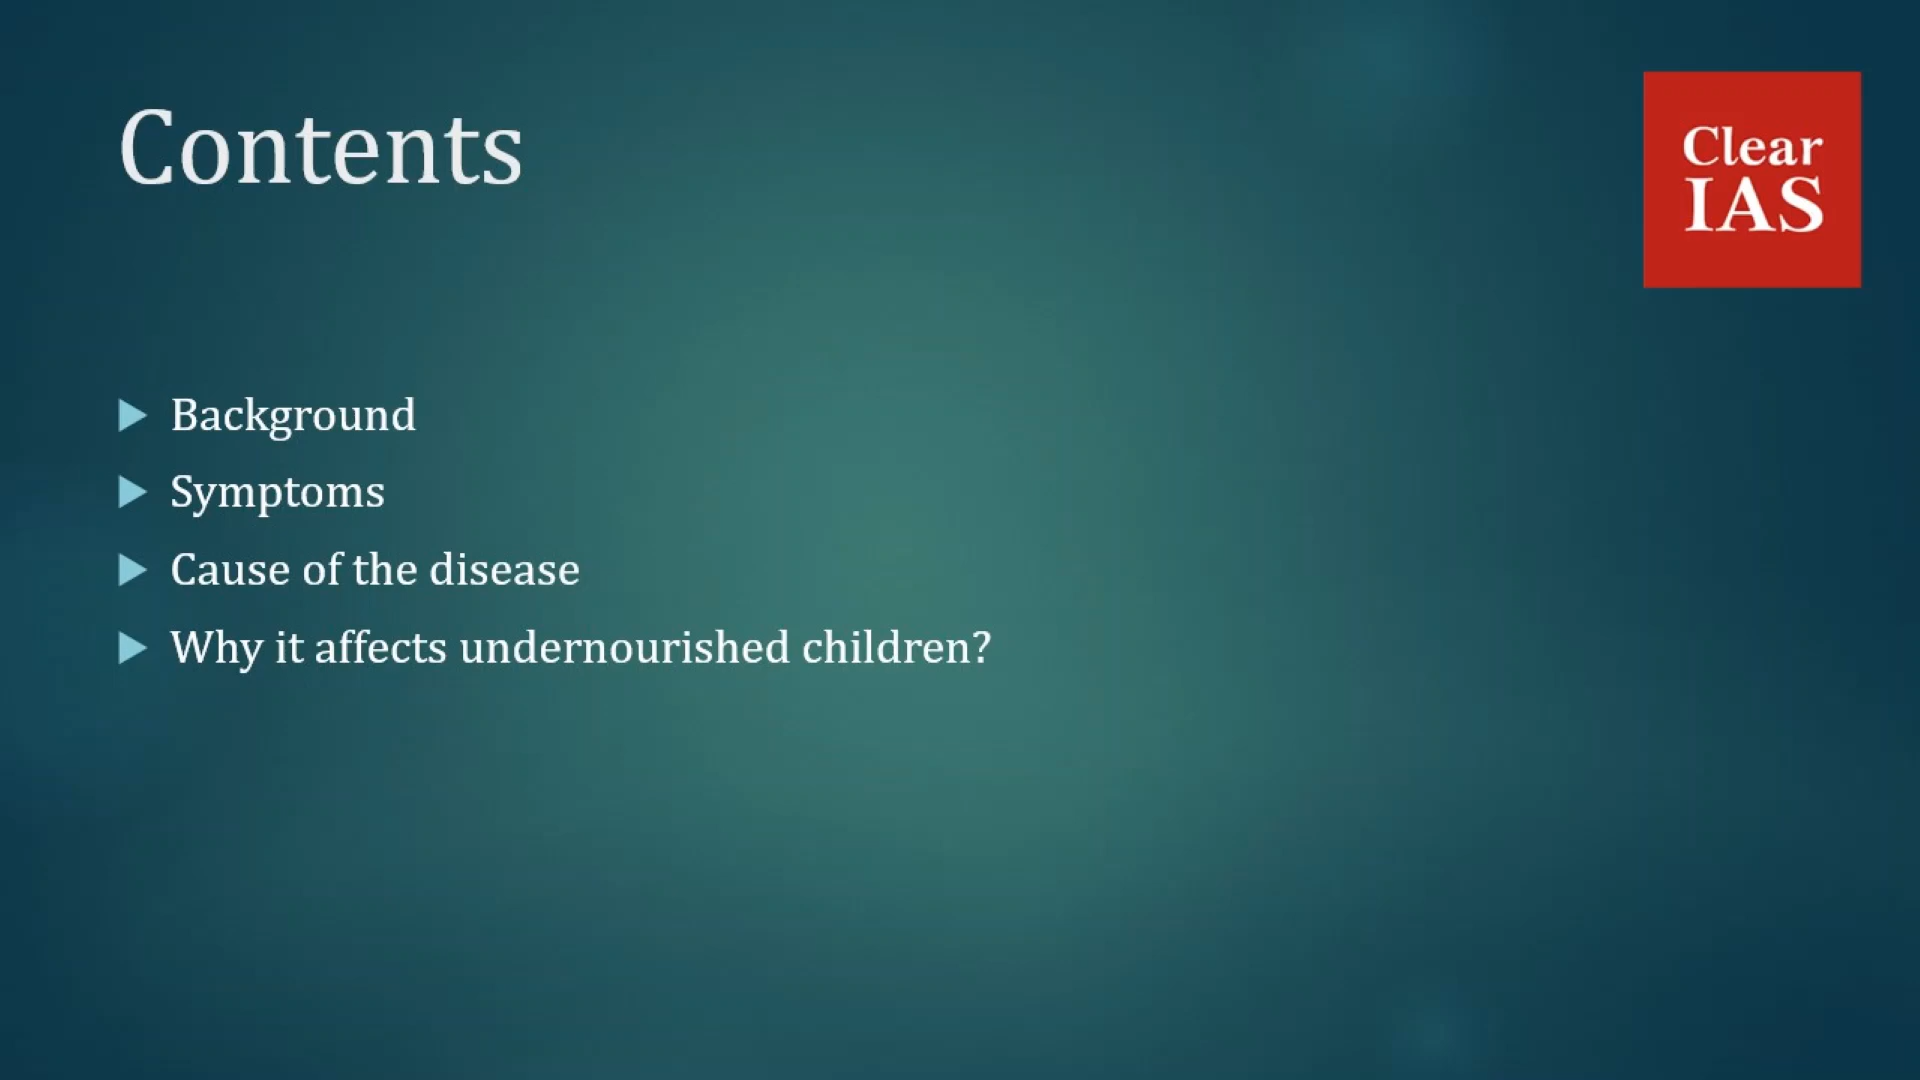 Contents
Clear
IAS
Background
Symptoms
Cause of the disease
Why it affects undernourished children?